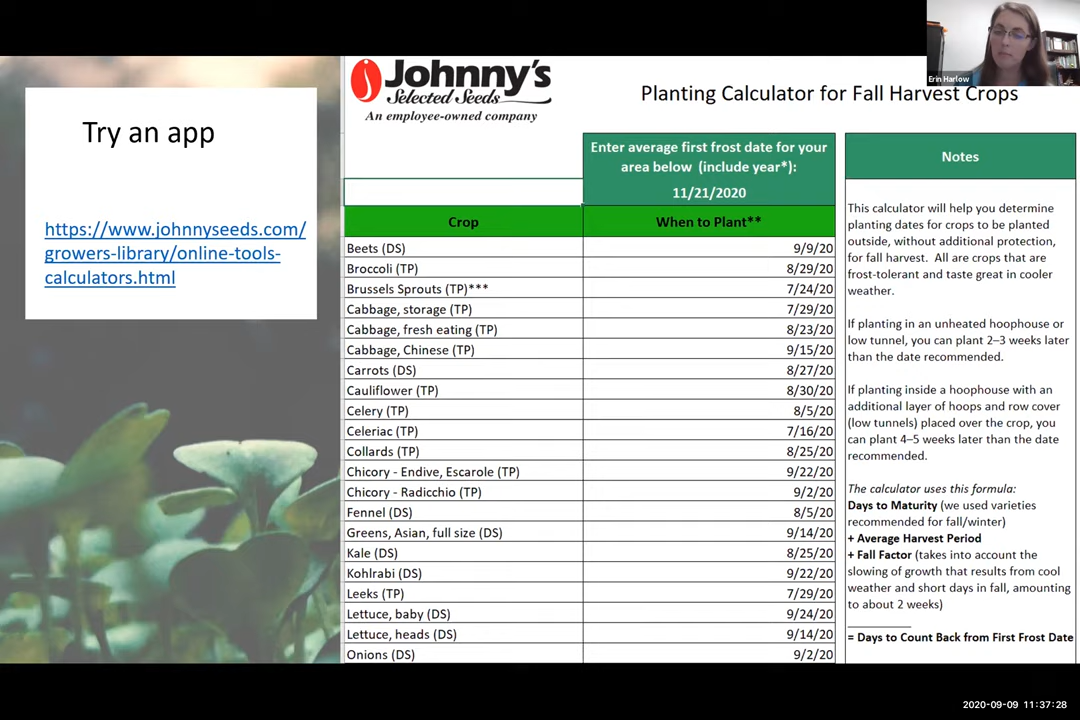 Erin Harlow
Try an app
https://www.johnnyseeds.com/
growers-library/online-tools-
calculators.html
Johnny's
Selected Seeds®
An employee-owned company
Planting Calculator for Fall Harvest Crops
Enter average first frost date for your
area below (include year*):
11/21/2020
Crop When to Plant**
Beets (DS) 9/9/20
Broccoli (TP) 8/29/20
Brussels Sprouts (TP)*** 7/24/20
Cabbage, storage (TP) 7/29/20
Cabbage, fresh eating (TP) 8/23/20
Cabbage, Chinese (TP) 9/15/20
Carrots (DS) 8/27/20
Cauliflower (TP) 8/30/20
Celery (TP) 8/5/20
Celeriac (TP) 7/16/20
Collards (TP) 8/25/20
Chicory - Endive, Escarole (TP) 9/22/20
Chicory - Radicchio (TP) 9/2/20
Fennel (DS) 8/5/20
Greens, Asian, full size (DS) 9/14/20
Kale (DS) 8/25/20
Kohlrabi (DS) 9/22/20
Leeks (TP) 7/29/20
Lettuce, baby (DS) 9/24/20
Lettuce, heads (DS) 9/14/20
Onions (DS) 9/2/20
Notes
This calculator will help you determine
planting dates for crops to be planted
outside, without additional protection,
for fall harvest. All are crops that are
frost-tolerant and taste great in cooler
weather.
If planting in an unheated hoophouse or
low tunnel, you can plant 2–3 weeks later
than the date recommended.
If planting inside a hoophouse with an
additional layer of hoops and row cover
(low tunnels) placed over the crop, you
can plant 4–5 weeks later than the date
recommended.
The calculator uses this formula:
Days to Maturity (we used varieties
recommended for fall/winter)
+ Average Harvest Period
+ Fall Factor (takes into account the
slowing of growth that results from cool
weather and short days in fall, amounting
to about 2 weeks)
= Days to Count Back from First Frost Date
2020-09-09 11:37:28